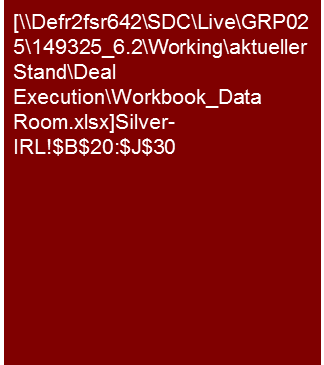 [\\Defr2fsr642\SDC\Live\GRP02
5\149325_6.2\Working\aktueller
Stand\Deal
Execution\Workbook_Data
Room.xlsx]Silver-
IRL!$B$20:$J$30